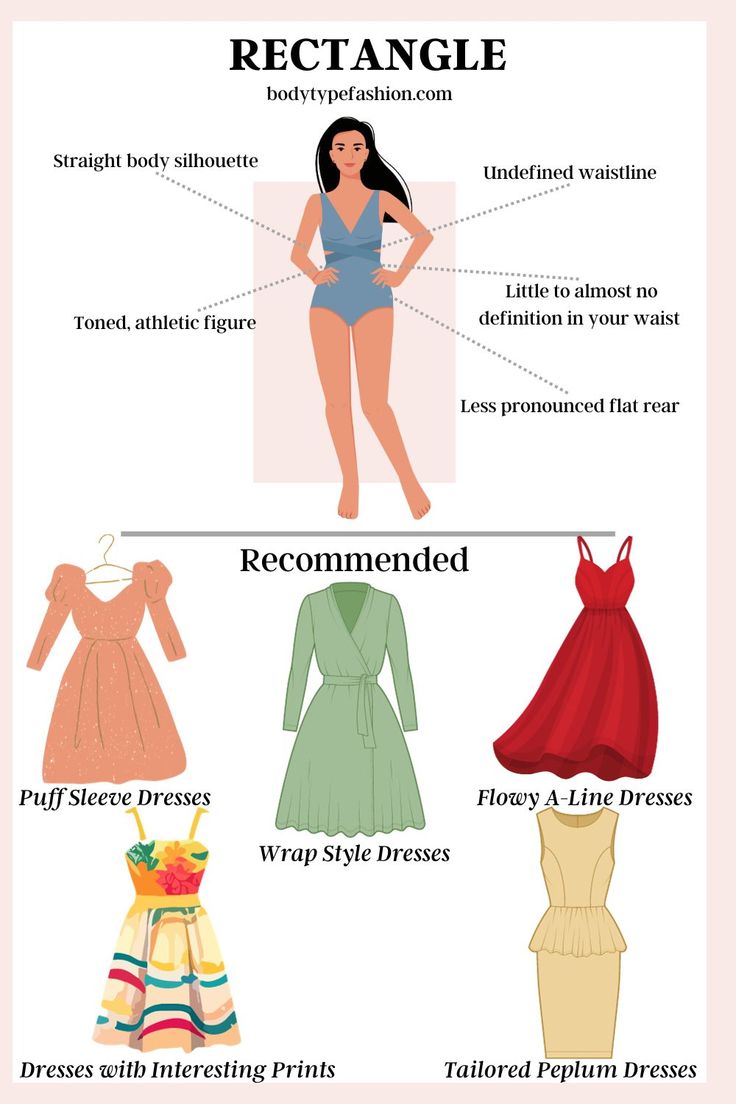 RECTANGLE
bodytypefashion.com
Straight body silhouette
Undefined waistline
Toned, athletic figure
Little to almost no
definition in your waist
Less pronounced flat rear
Recommended
Puff Sleeve Dresses
Flowy A-Line Dresses
Wrap Style Dresses
Dresses with Interesting Prints
Tailored Peplum Dresses